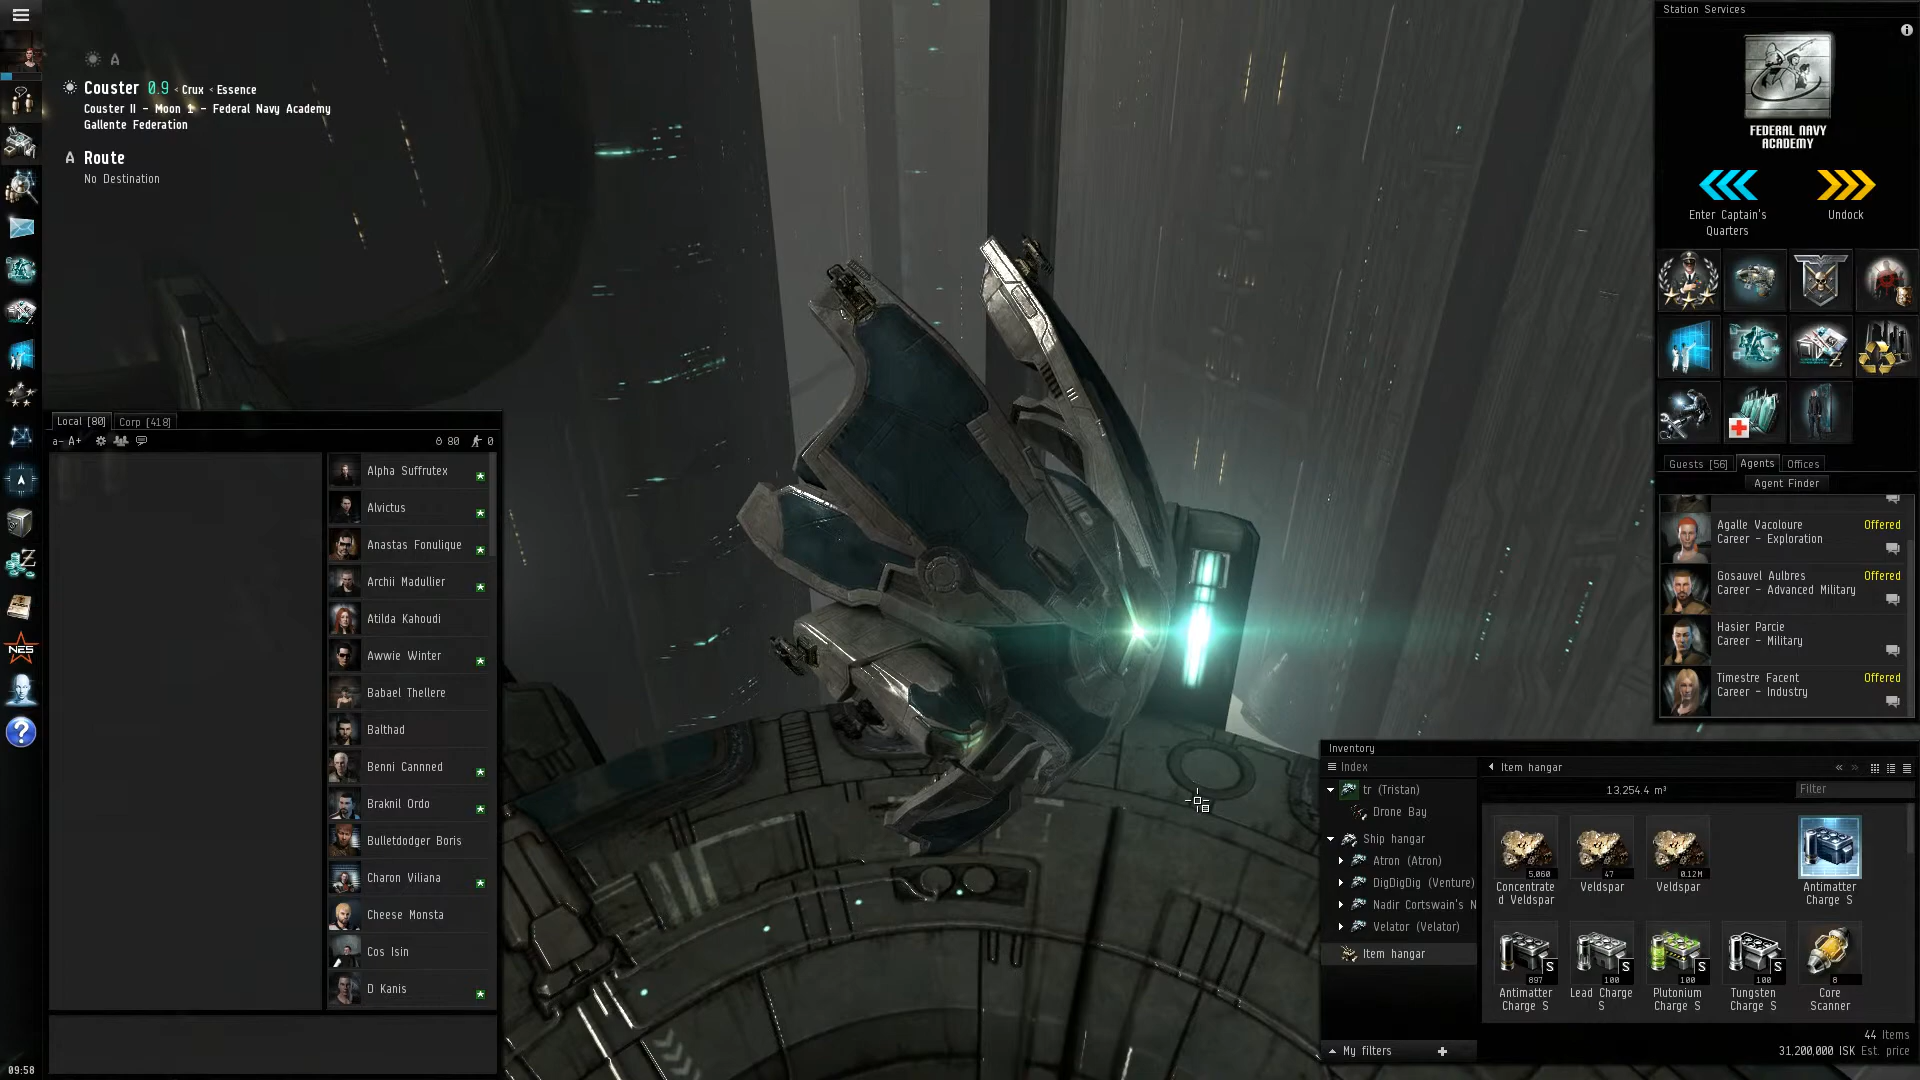 A
Couster 0.9 < Crux < Essence
Couster II - Moon 1 - Federal Navy Academy
Gallente Federation
A Route
No Destination
Local [80] Corp [418]
a- A+
80 0
Alpha Suffrutex
Alvictus
Anastas Fonulique
Archii Madullier
Atilda Kahoudi
Awwie Winter
Babael Thellere
Balthad
Benni Cannned
Braknil Ordo
Bulletdodger Boris
Charon Viliana
Cheese Monsta
Cos Isin
D Kanis
NES
?
09:58
Station Services
FEDERAL NAVY
ACADEMY
Enter Captain's
Quarters
Undock
Guests [56] Agents Offices
Agent Finder
Agalle Vacoloure Offered
Career - Exploration
Gosauvel Aulbres Offered
Career - Advanced Military
Hasier Parcie
Career - Military
Timestre Facent Offered
Career - Industry
Inventory
Index
tr (Tristan)
Drone Bay
Ship hangar
Atron (Atron)
DigDigDig (Venture)
Nadir Cortswain's N
Velator (Velator)
Item hangar
My filters +
Item hangar
13,254.4 m³
Filter
5,060 47 0.12M
Concentrate
d Veldspar
Veldspar
Veldspar
Antimatter
Charge S
S S S S
897 100 100 100 8
Antimatter
Charge S
Lead Charge
S
Plutonium
Charge S
Tungsten
Charge S
Core
Scanner
44 Items
31,200,000 ISK Est. price